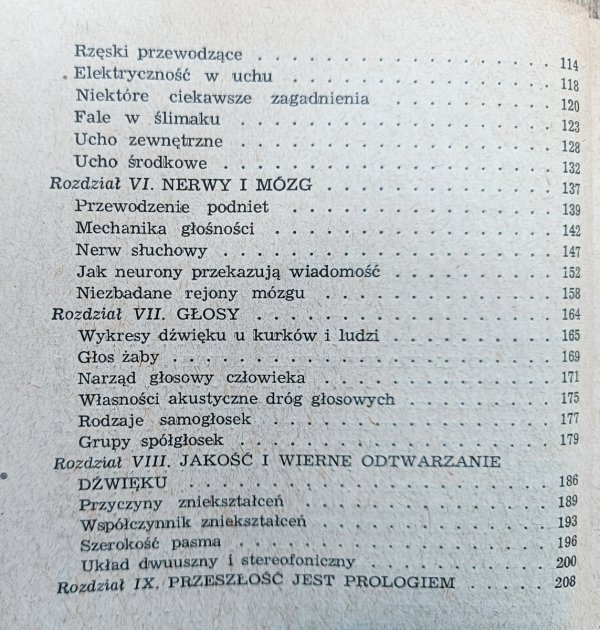 Rzęski przewodzące . . . . . . . . . . . . . . 114
Elektryczność w uchu . . . . . . . . . . . . . 118
Niektóre ciekawsze zagadnienia . . . . . . . . 120
Fale w ślimaku . . . . . . . . . . . . . . . . 123
Ucho zewnętrzne . . . . . . . . . . . . . . . 128
Ucho środkowe . . . . . . . . . . . . . . . . 132
Rozdział VI. NERWY I MÓZG . . . . . . . . . . 137
Przewodzenie podniet . . . . . . . . . . . . . 139
Mechanika głośności . . . . . . . . . . . . . 142
Nerw słuchowy . . . . . . . . . . . . . . . . 147
Jak neurony przekazują wiadomość . . . . . . . 152
Niezbadane rejony mózgu . . . . . . . . . . . 158
Rozdział VII. GŁOSY . . . . . . . . . . . . . 164
Wykresy dźwięku u kurków i ludzi . . . . . . . 165
Głos żaby . . . . . . . . . . . . . . . . . . 169
Narząd głosowy człowieka . . . . . . . . . . . 171
Własności akustyczne dróg głosowych . . . . . . 175
Rodzaje samogłosek . . . . . . . . . . . . . . 177
Grupy spółgłosek . . . . . . . . . . . . . . . 179
Rozdział VIII. JAKOŚĆ I WIERNE ODTWARZANIE
DŹWIĘKU . . . . . . . . . . . . . . . . . . . 186
Przyczyny zniekształceń . . . . . . . . . . . 189
Współczynnik zniekształceń . . . . . . . . . . 193
Szerokość pasma . . . . . . . . . . . . . . . 196
Układ dwuuszny i stereofoniczny . . . . . . . . 200
Rozdział IX. PRZESZŁOŚĆ JEST PROLOGIEM . . . . . 208